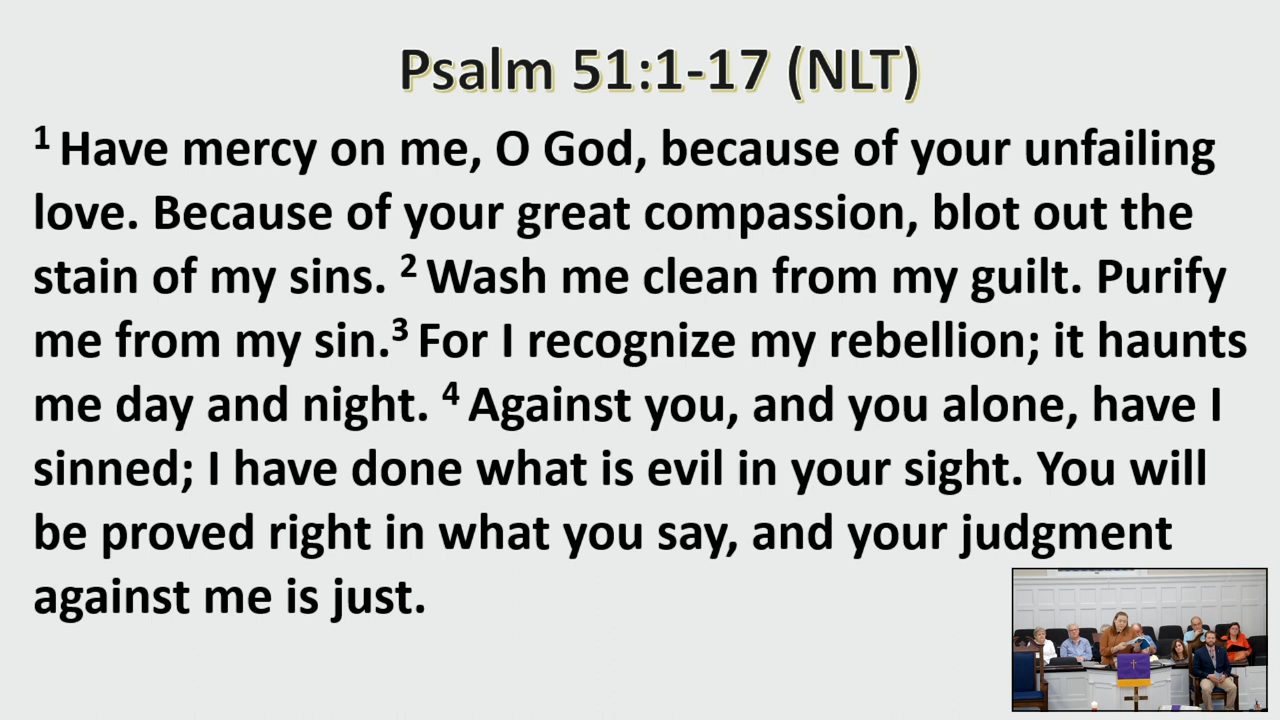 Psalm 51:1-17 (NLT)
1 Have mercy on me, O God, because of your unfailing
love. Because of your great compassion, blot out the
stain of my sins. 2 Wash me clean from my guilt. Purify
me from my sin.3 For I recognize my rebellion; it haunts
me day and night. 4 Against you, and you alone, have I
sinned; I have done what is evil in your sight. You will
be proved right in what you say, and your judgment
against me is just.